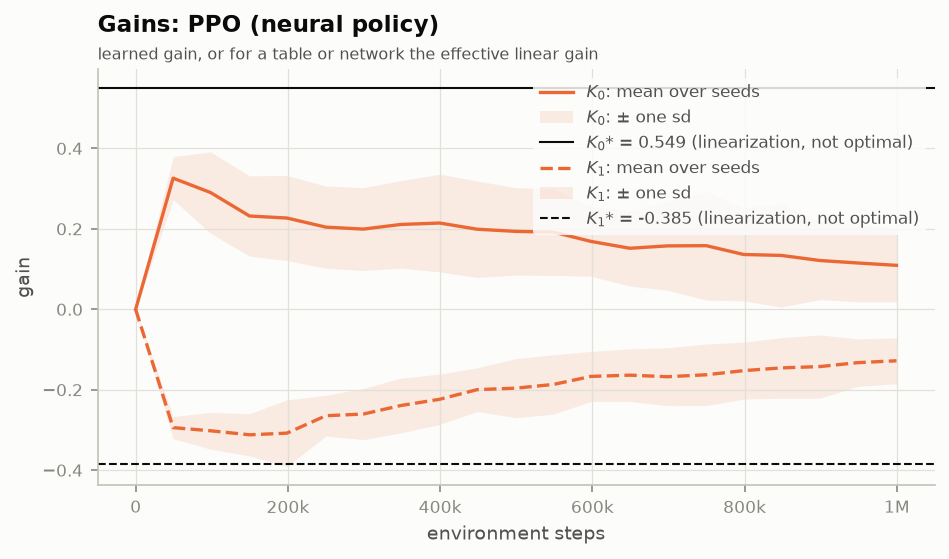 Gains: PPO (neural policy)
learned gain, or for a table or network the effective linear gain
K₀: mean over seeds
K₀: ± one sd
K₀* = 0.549 (linearization, not optimal)
K₁: mean over seeds
K₁: ± one sd
K₁* = -0.385 (linearization, not optimal)
gain
0.4
0.2
0.0
−0.2
−0.4
0
200k
400k
600k
800k
1M
environment steps